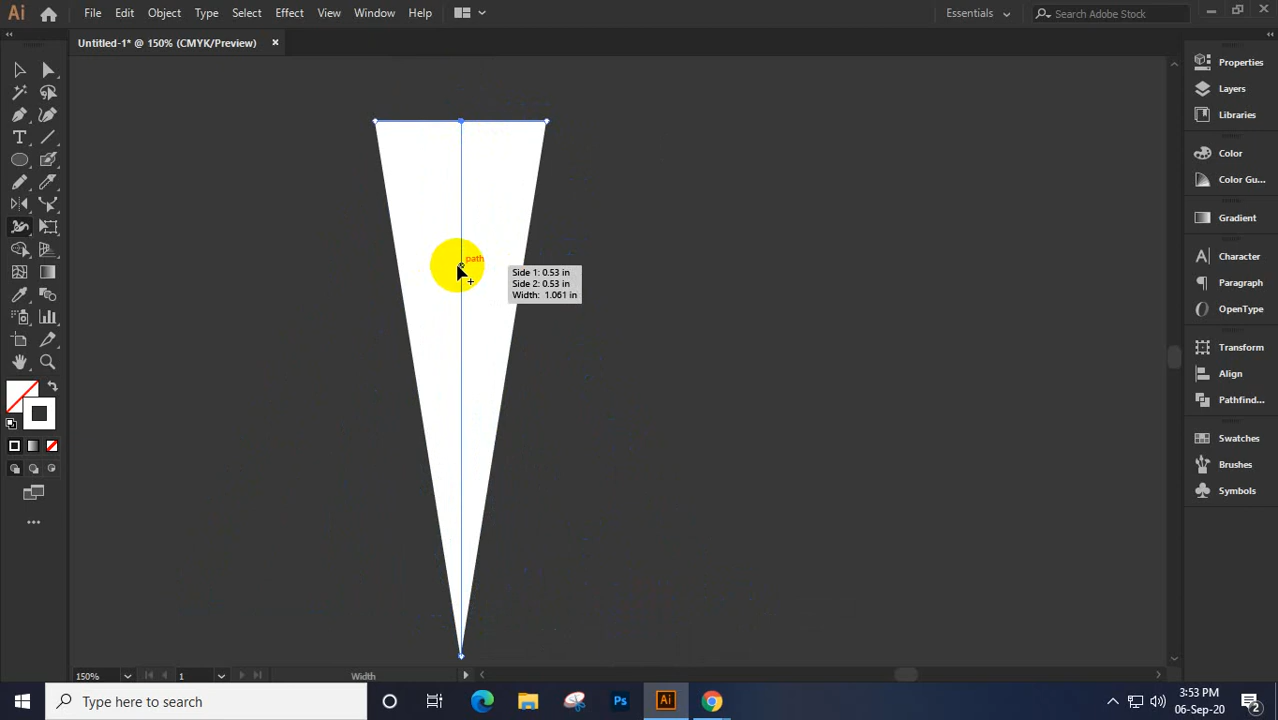 Ai File Edit Object Type Select Effect View Window Help Essentials Search Adobe Stock
Untitled-1* @ 150% (CMYK/Preview)
Properties
Layers
Libraries
Color
Color Gu...
Gradient
Character
Paragraph
OpenType
Transform
Align
Pathfind...
Swatches
Brushes
Symbols
path
Side 1: 0.53 in
Side 2: 0.53 in
Width: 1.061 in
150% 1 Width
Type here to search
Ps
Ai
3:53 PM
06-Sep-20
2